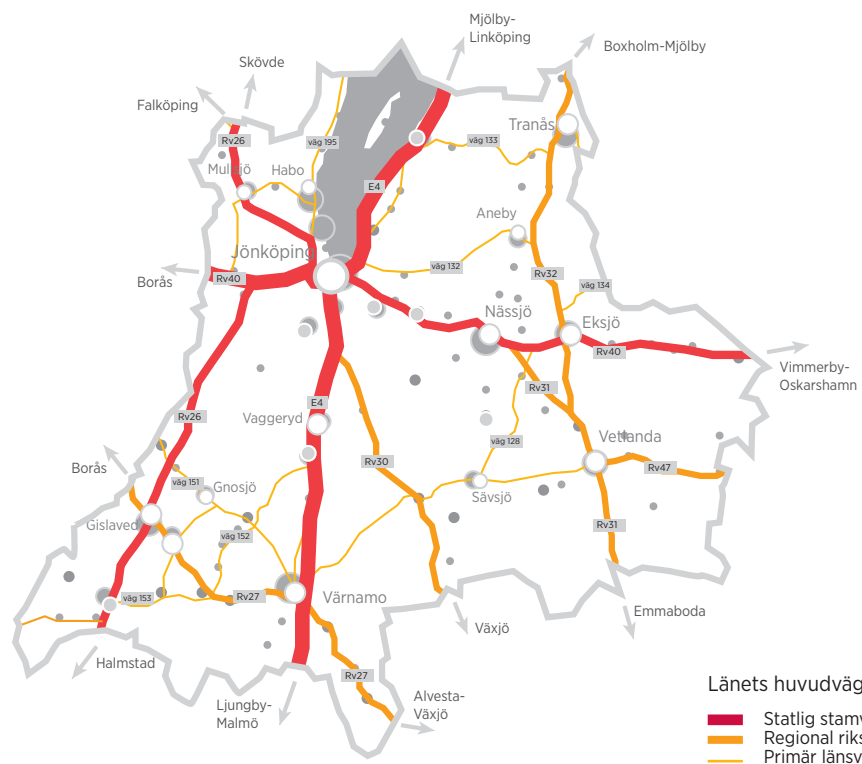 Mjölby-
Linköping
Boxholm-Mjölby
Skövde
Falköping
Tranås
Rv26
väg 195
väg 133
Mullsjö
Habo
E4
Aneby
Jönköping
väg 132
Rv32
Borås
Rv40
väg 134
Nässjö
Eksjö
Rv40
Vimmerby-
Oskarshamn
Rv31
E4
Rv26
Vaggeryd
Vetlanda
väg 128
Borås
Rv30
Rv47
väg 151
Gnosjö
Sävsjö
Gislaved
Rv31
väg 152
Rv27
väg 153
Värnamo
Emmaboda
Växjö
Halmstad
Rv27
Ljungby-
Malmö
Alvesta-
Växjö
Länets huvudväg
Statlig stamv
Regional riks
Primär länsv